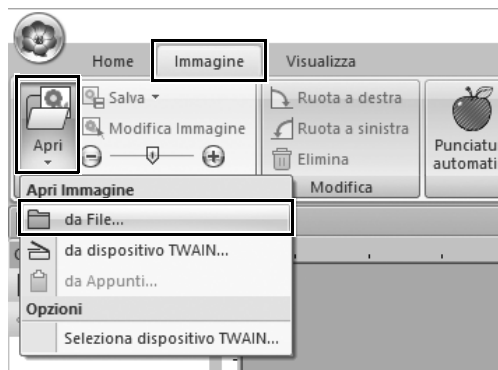 Home Immagine Visualizza
Apri
Salva
Modifica Immagine
Ruota a destra
Ruota a sinistra
Elimina
Modifica
Punciatu
automati
Apri Immagine
da File...
da dispositivo TWAIN...
da Appunti...
Opzioni
Seleziona dispositivo TWAIN...